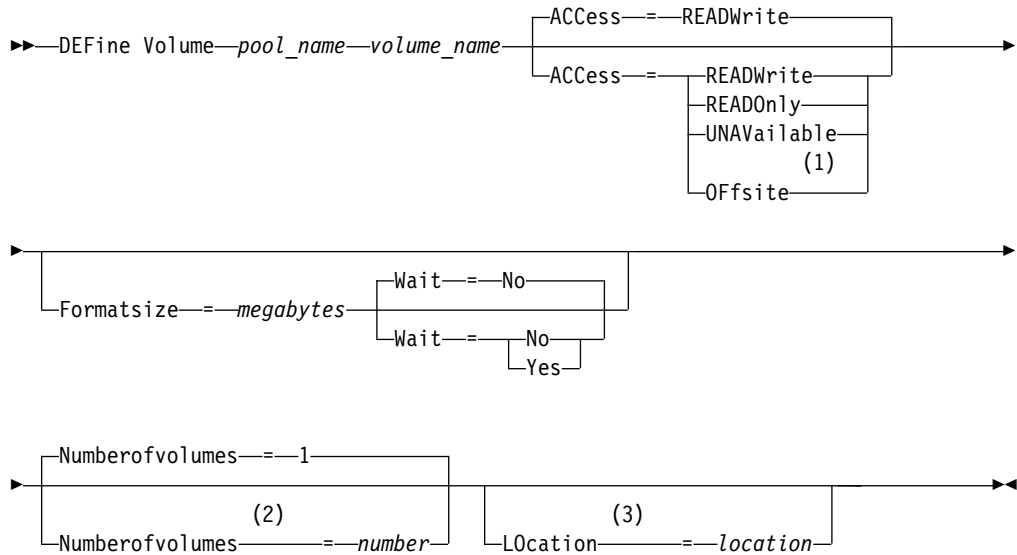 ACCess = READWrite
DEFine Volume pool_name volume_name
ACCess = READWrite
READOnly
UNAVailable
(1)
OFfsite
Wait = No
Formatsize = megabytes
Wait = No
Yes
Numberofvolumes = 1
(2) (3)
Numberofvolumes = number LOcation = location